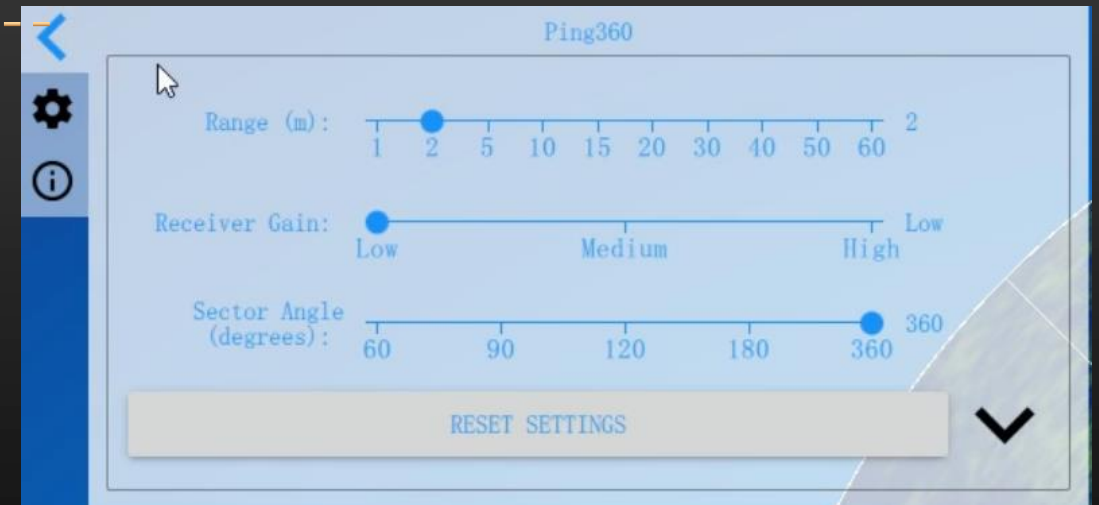 Ping360
Range (m): 2
1 2 5 10 15 20 30 40 50 60
Receiver Gain: Low
Low Medium High
Sector Angle
(degrees): 360
60 90 120 180 360
RESET SETTINGS